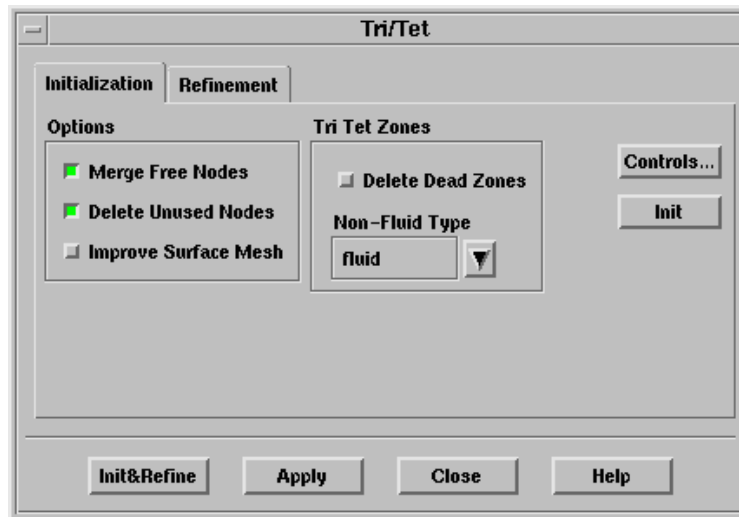 Tri/Tet
Initialization
Refinement
Options
Merge Free Nodes
Delete Unused Nodes
Improve Surface Mesh
Tri Tet Zones
Delete Dead Zones
Non-Fluid Type
fluid
Controls...
Init
Init&Refine
Apply
Close
Help